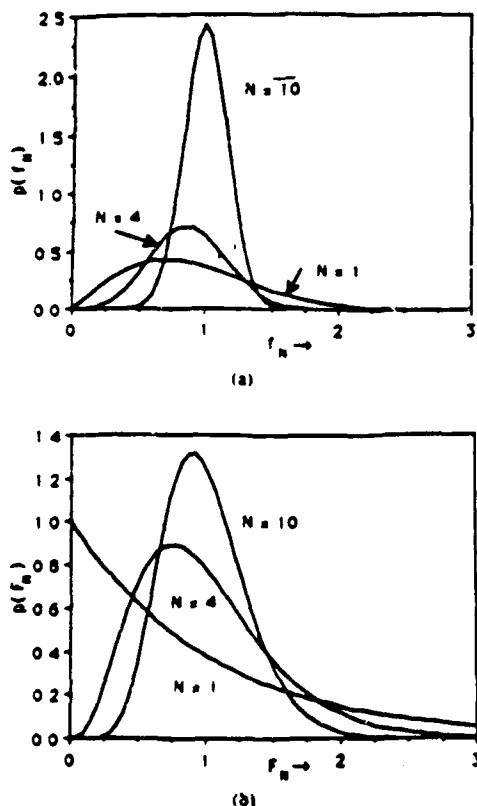 2.5
2.0
1.5
1.0
0.5
0.0
p(f_N)
N = 10
N = 4
N = 1
0
1
2
3
f_N →
(a)
1.4
1.2
1.0
0.8
0.6
0.4
0.2
0.0
p(F_N)
N = 10
N = 4
N = 1
0
1
2
3
F_N →
(b)